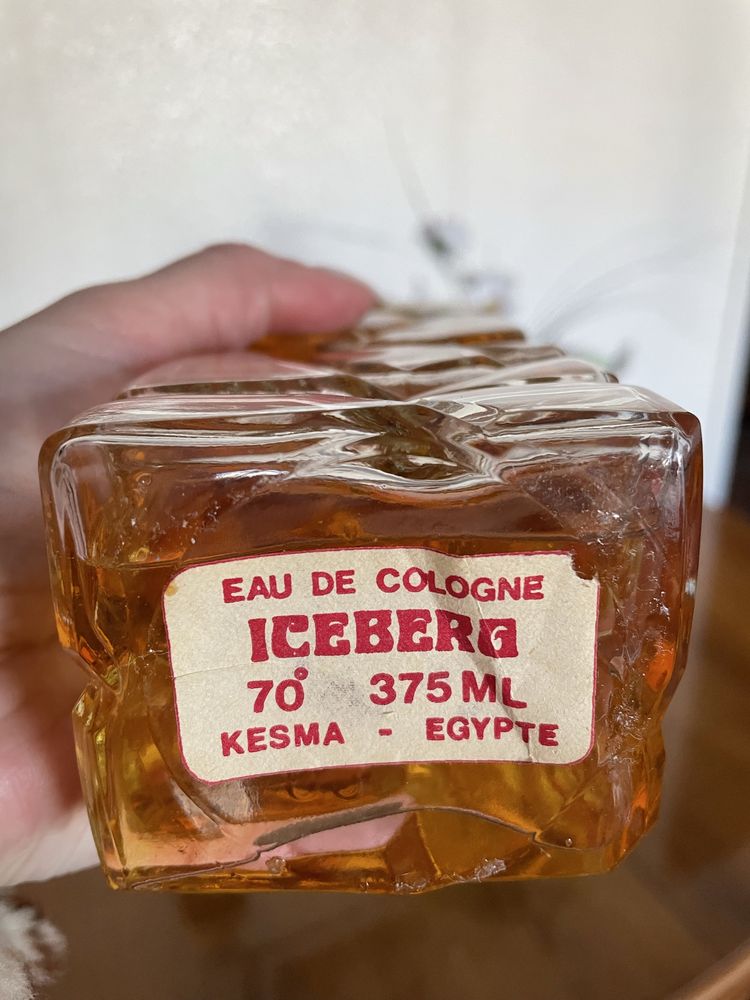 EAU DE COLOGNE
ICEBERG
70° 375 ML
KESMA - EGYPTE